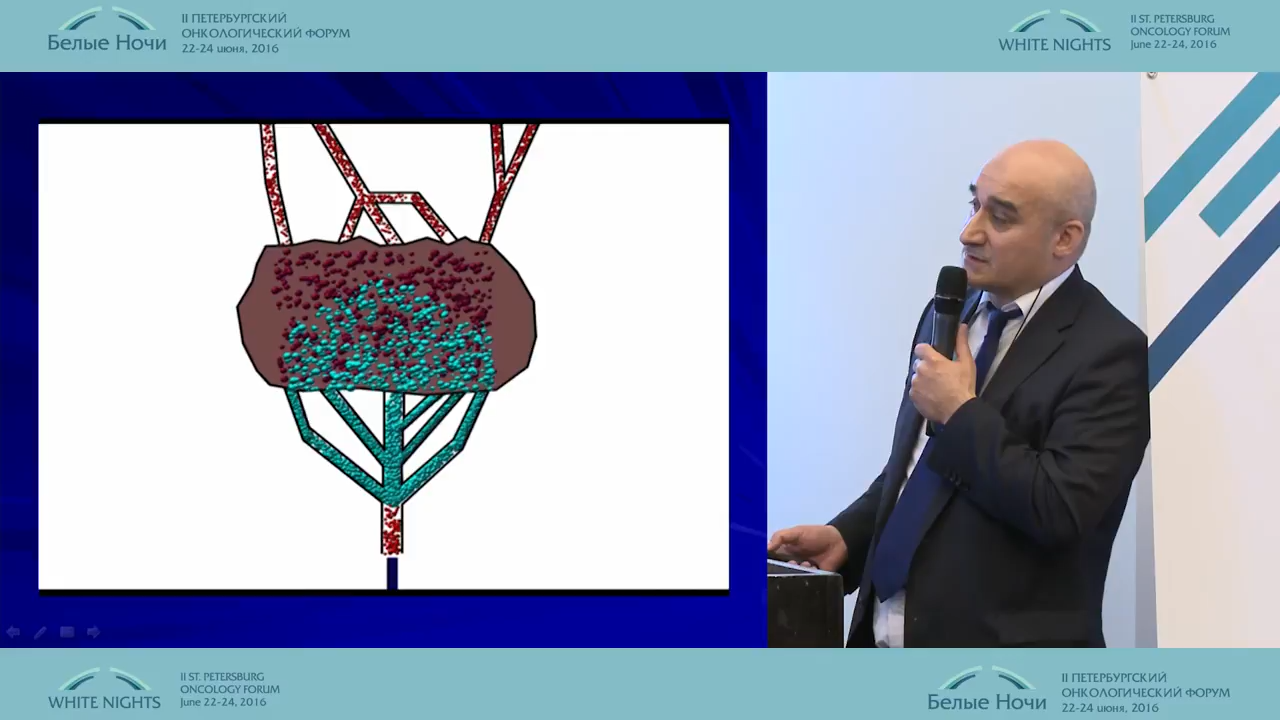 Белые Ночи
II ПЕТЕРБУРГСКИЙ
ОНКОЛОГИЧЕСКИЙ ФОРУМ
22-24 июня, 2016
WHITE NIGHTS
II ST. PETERSBURG
ONCOLOGY FORUM
June 22-24, 2016
WHITE NIGHTS
II ST. PETERSBURG
ONCOLOGY FORUM
June 22-24, 2016
Белые Ночи
II ПЕТЕРБУРГСКИЙ
ОНКОЛОГИЧЕСКИЙ ФОРУМ
22-24 июня, 2016